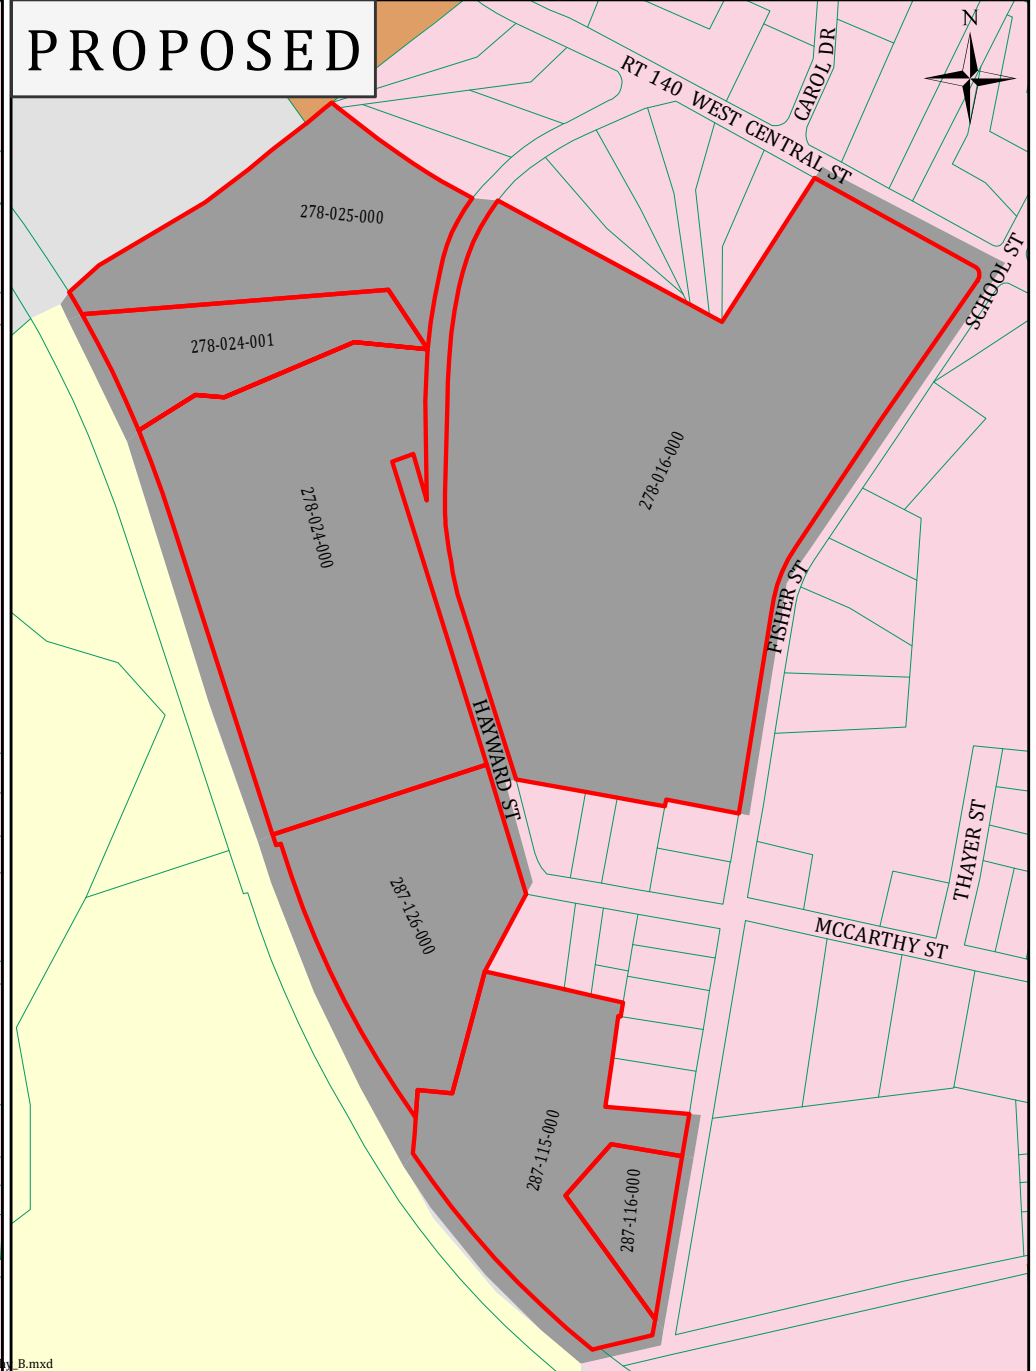 PROPOSED
N
CAROL DR
RT 140 WEST CENTRAL ST
SCHOOL ST
278-025-000
278-024-001
278-024-000
278-016-000
FISHER ST
HAYWARD ST
THAYER ST
287-126-000
MCCARTHY ST
287-115-000
287-116-000
_B.mxd